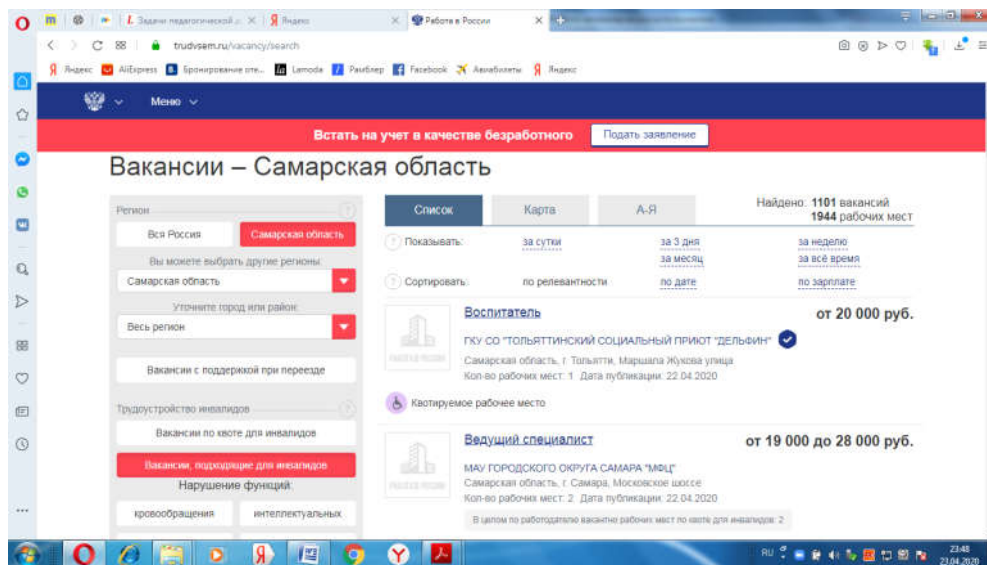 Задачи педагогической
Яндекс
Работа в России
trudvsem.ru/vacancy/search
Яндекс AliExpress Бронирование оте... Lamoda Рамблер Facebook Авиабилеты Яндекс
Меню
Встать на учет в качестве безработного Подать заявление
Вакансии – Самарская область
Регион
Вся Россия Самарская область
Вы можете выбрать другие регионы:
Самарская область
Уточните город или район:
Весь регион
Вакансии с поддержкой при переезде
Трудоустройство инвалидов
Вакансии по квоте для инвалидов
Вакансии, подходящие для инвалидов
Нарушение функций:
кровообращения интеллектуальных
Список Карта А-Я
Найдено: 1101 вакансий
1944 рабочих мест
Показывать: за сутки за 3 дня за неделю
за месяц за всё время
Сортировать: по релевантности по дате по зарплате
Воспитатель от 20 000 руб.
ГКУ СО "ТОЛЬЯТТИНСКИЙ СОЦИАЛЬНЫЙ ПРИЮТ "ДЕЛЬФИН"
Самарская область, г. Тольятти, Маршала Жукова улица
Кол-во рабочих мест: 1 Дата публикации: 22.04.2020
Квотируемое рабочее место
Ведущий специалист от 19 000 до 28 000 руб.
МАУ ГОРОДСКОГО ОКРУГА САМАРА "МФЦ"
Самарская область, г. Самара, Московское шоссе
Кол-во рабочих мест: 2 Дата публикации: 22.04.2020
В целом по работодателю вакантно рабочих мест по квоте для инвалидов: 2
RU 23:48
23.04.2020